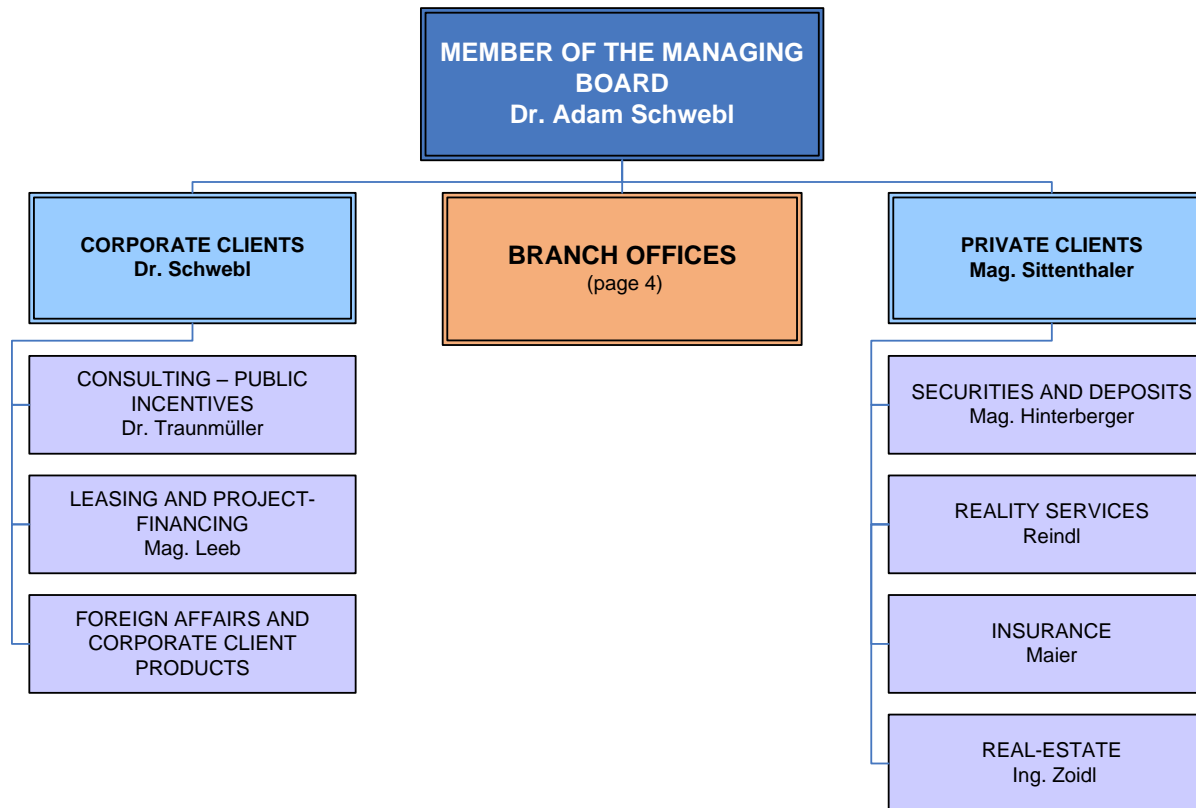 MEMBER OF THE MANAGING
BOARD
Dr. Adam Schwebl
CORPORATE CLIENTS
Dr. Schwebl
BRANCH OFFICES
(page 4)
PRIVATE CLIENTS
Mag. Sittenthaler
CONSULTING – PUBLIC
INCENTIVES
Dr. Traunmüller
LEASING AND PROJECT-
FINANCING
Mag. Leeb
FOREIGN AFFAIRS AND
CORPORATE CLIENT
PRODUCTS
SECURITIES AND DEPOSITS
Mag. Hinterberger
REALITY SERVICES
Reindl
INSURANCE
Maier
REAL-ESTATE
Ing. Zoidl